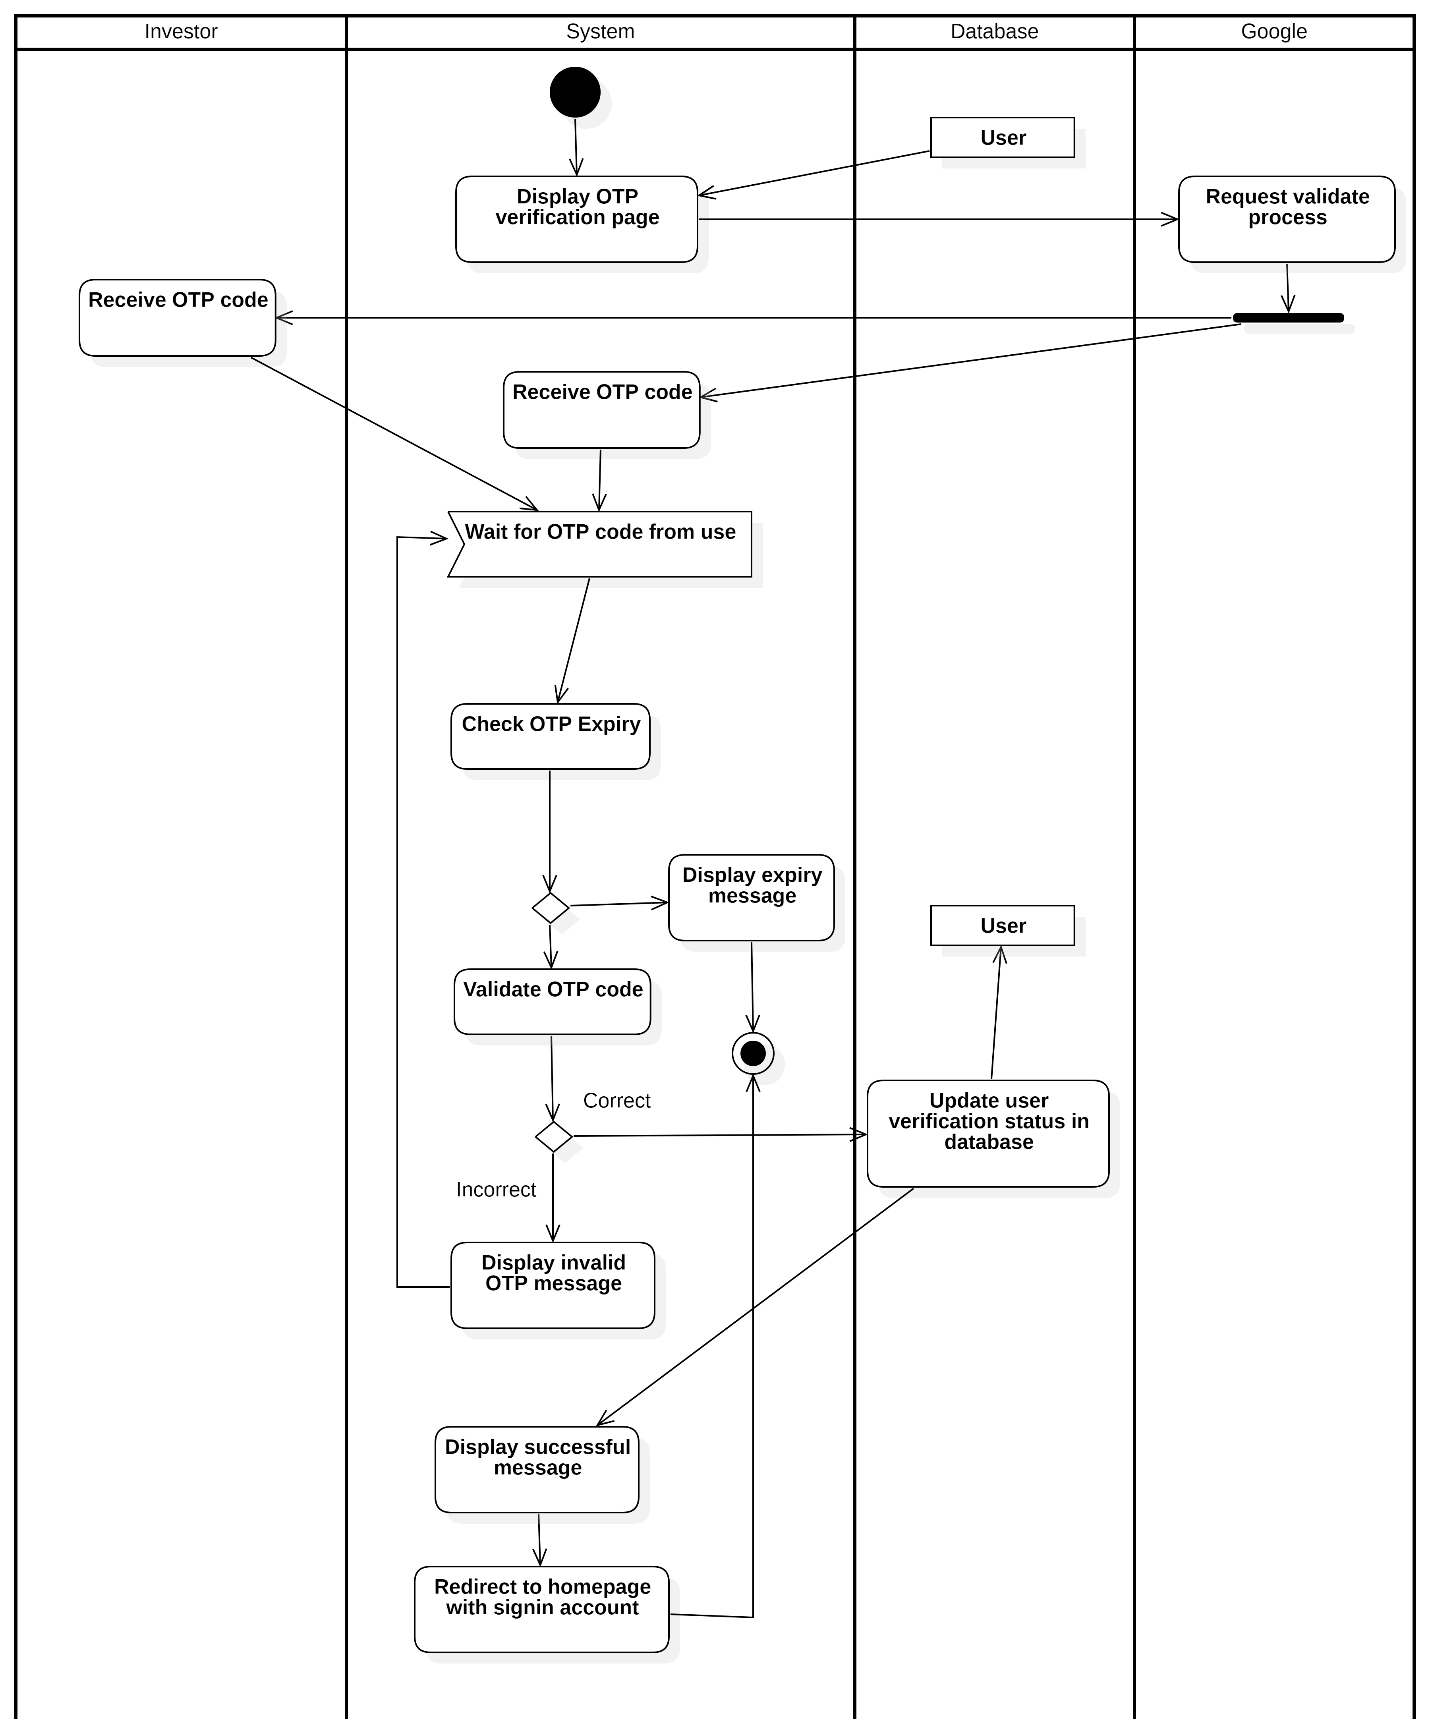 Investor
System
Database
Google
User
Display OTP
verification page
Request validate
process
Receive OTP code
Receive OTP code
Wait for OTP code from use
Check OTP Expiry
Display expiry
message
User
Validate OTP code
Correct
Update user
verification status in
database
Incorrect
Display invalid
OTP message
Display successful
message
Redirect to homepage
with signin account